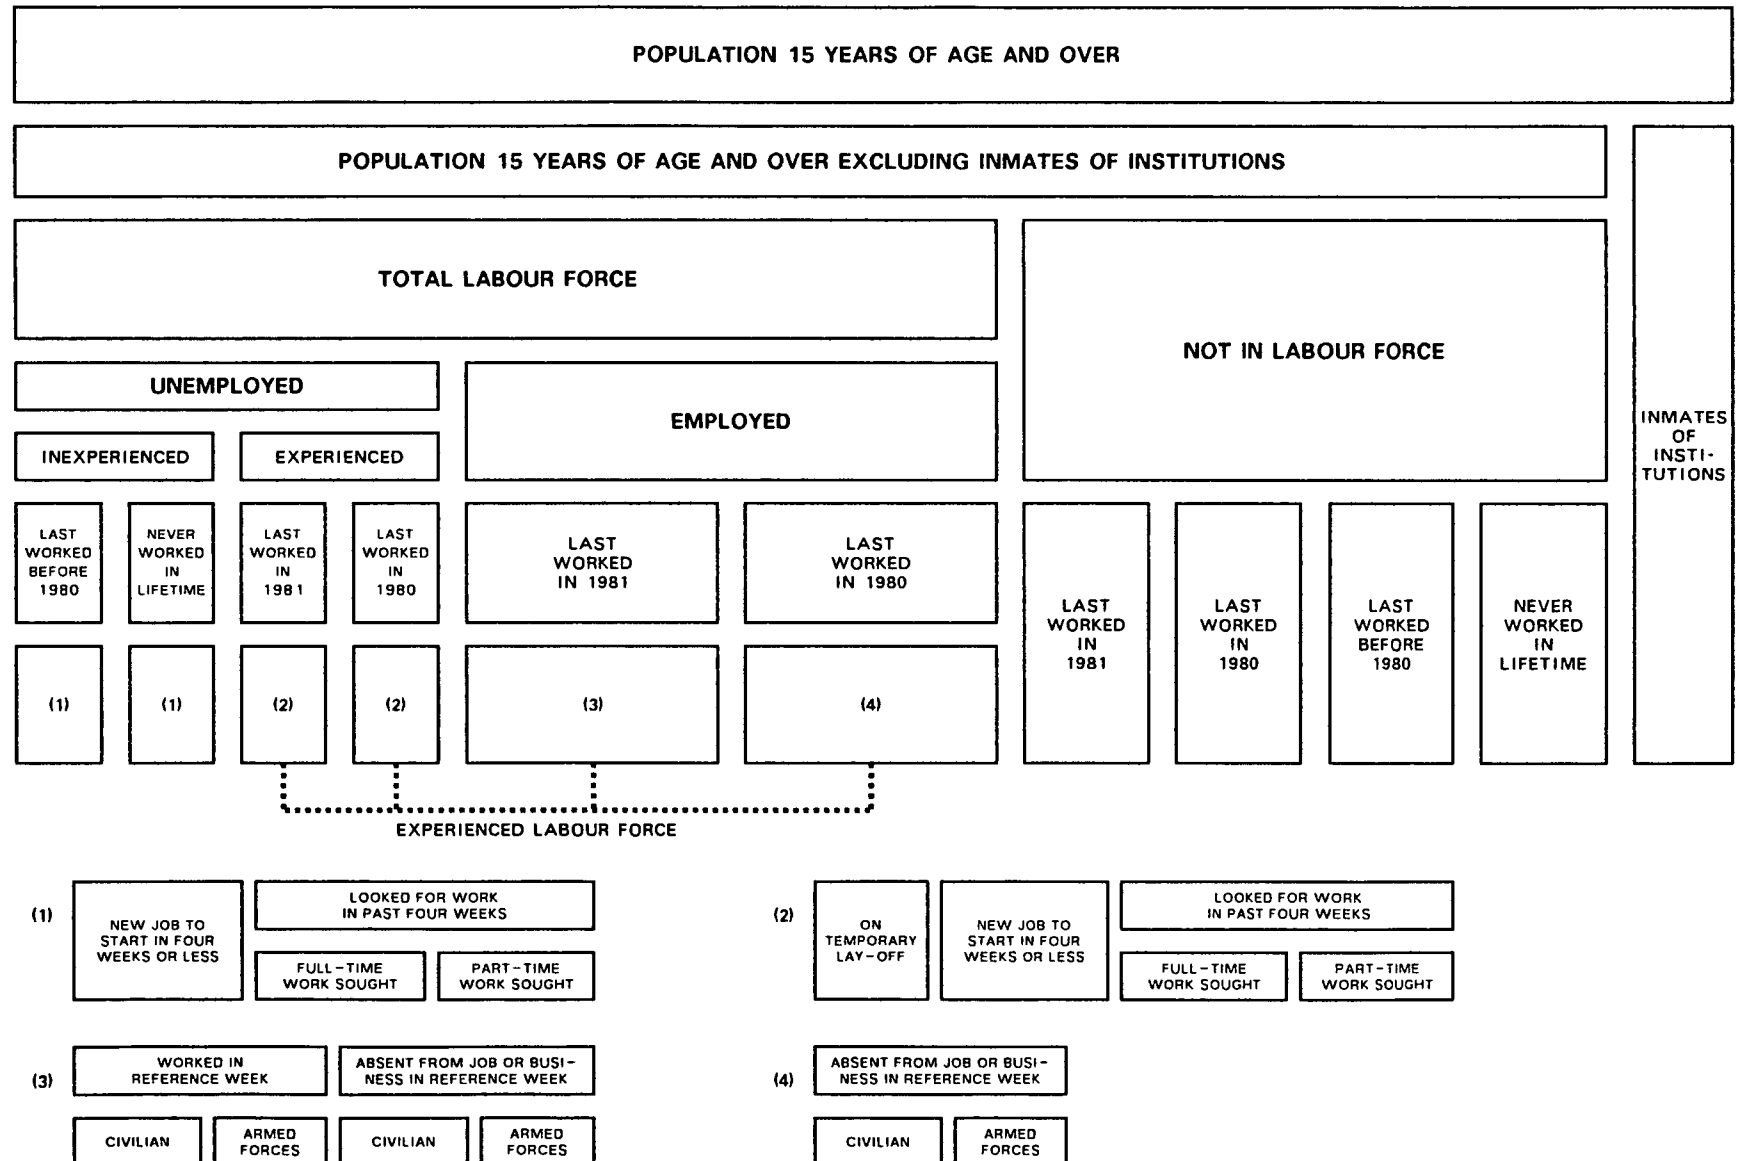 POPULATION 15 YEARS OF AGE AND OVER
POPULATION 15 YEARS OF AGE AND OVER EXCLUDING INMATES OF INSTITUTIONS
TOTAL LABOUR FORCE
NOT IN LABOUR FORCE
INMATES
OF
INSTI-
TUTIONS
UNEMPLOYED
EMPLOYED
INEXPERIENCED
EXPERIENCED
LAST
WORKED
BEFORE
1980
NEVER
WORKED
IN
LIFETIME
LAST
WORKED
IN
1981
LAST
WORKED
IN
1980
LAST
WORKED
IN 1981
LAST
WORKED
IN 1980
LAST
WORKED
IN
1981
LAST
WORKED
IN
1980
LAST
WORKED
BEFORE
1980
NEVER
WORKED
IN
LIFETIME
(1)
(1)
(2)
(2)
(3)
(4)
EXPERIENCED LABOUR FORCE
(1)
NEW JOB TO
START IN FOUR
WEEKS OR LESS
LOOKED FOR WORK
IN PAST FOUR WEEKS
FULL-TIME
WORK SOUGHT
PART-TIME
WORK SOUGHT
(2)
ON
TEMPORARY
LAY-OFF
NEW JOB TO
START IN FOUR
WEEKS OR LESS
LOOKED FOR WORK
IN PAST FOUR WEEKS
FULL-TIME
WORK SOUGHT
PART-TIME
WORK SOUGHT
(3)
WORKED IN
REFERENCE WEEK
ABSENT FROM JOB OR BUSI-
NESS IN REFERENCE WEEK
CIVILIAN
ARMED
FORCES
CIVILIAN
ARMED
FORCES
(4)
ABSENT FROM JOB OR BUSI-
NESS IN REFERENCE WEEK
CIVILIAN
ARMED
FORCES